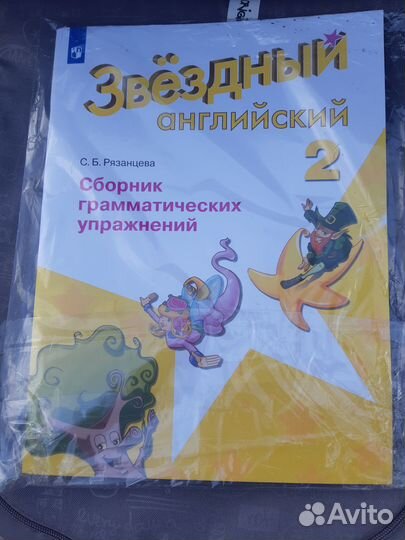 Звёздный
английский
2
С. Б. Рязанцева
Сборник
грамматических
упражнений
Avito